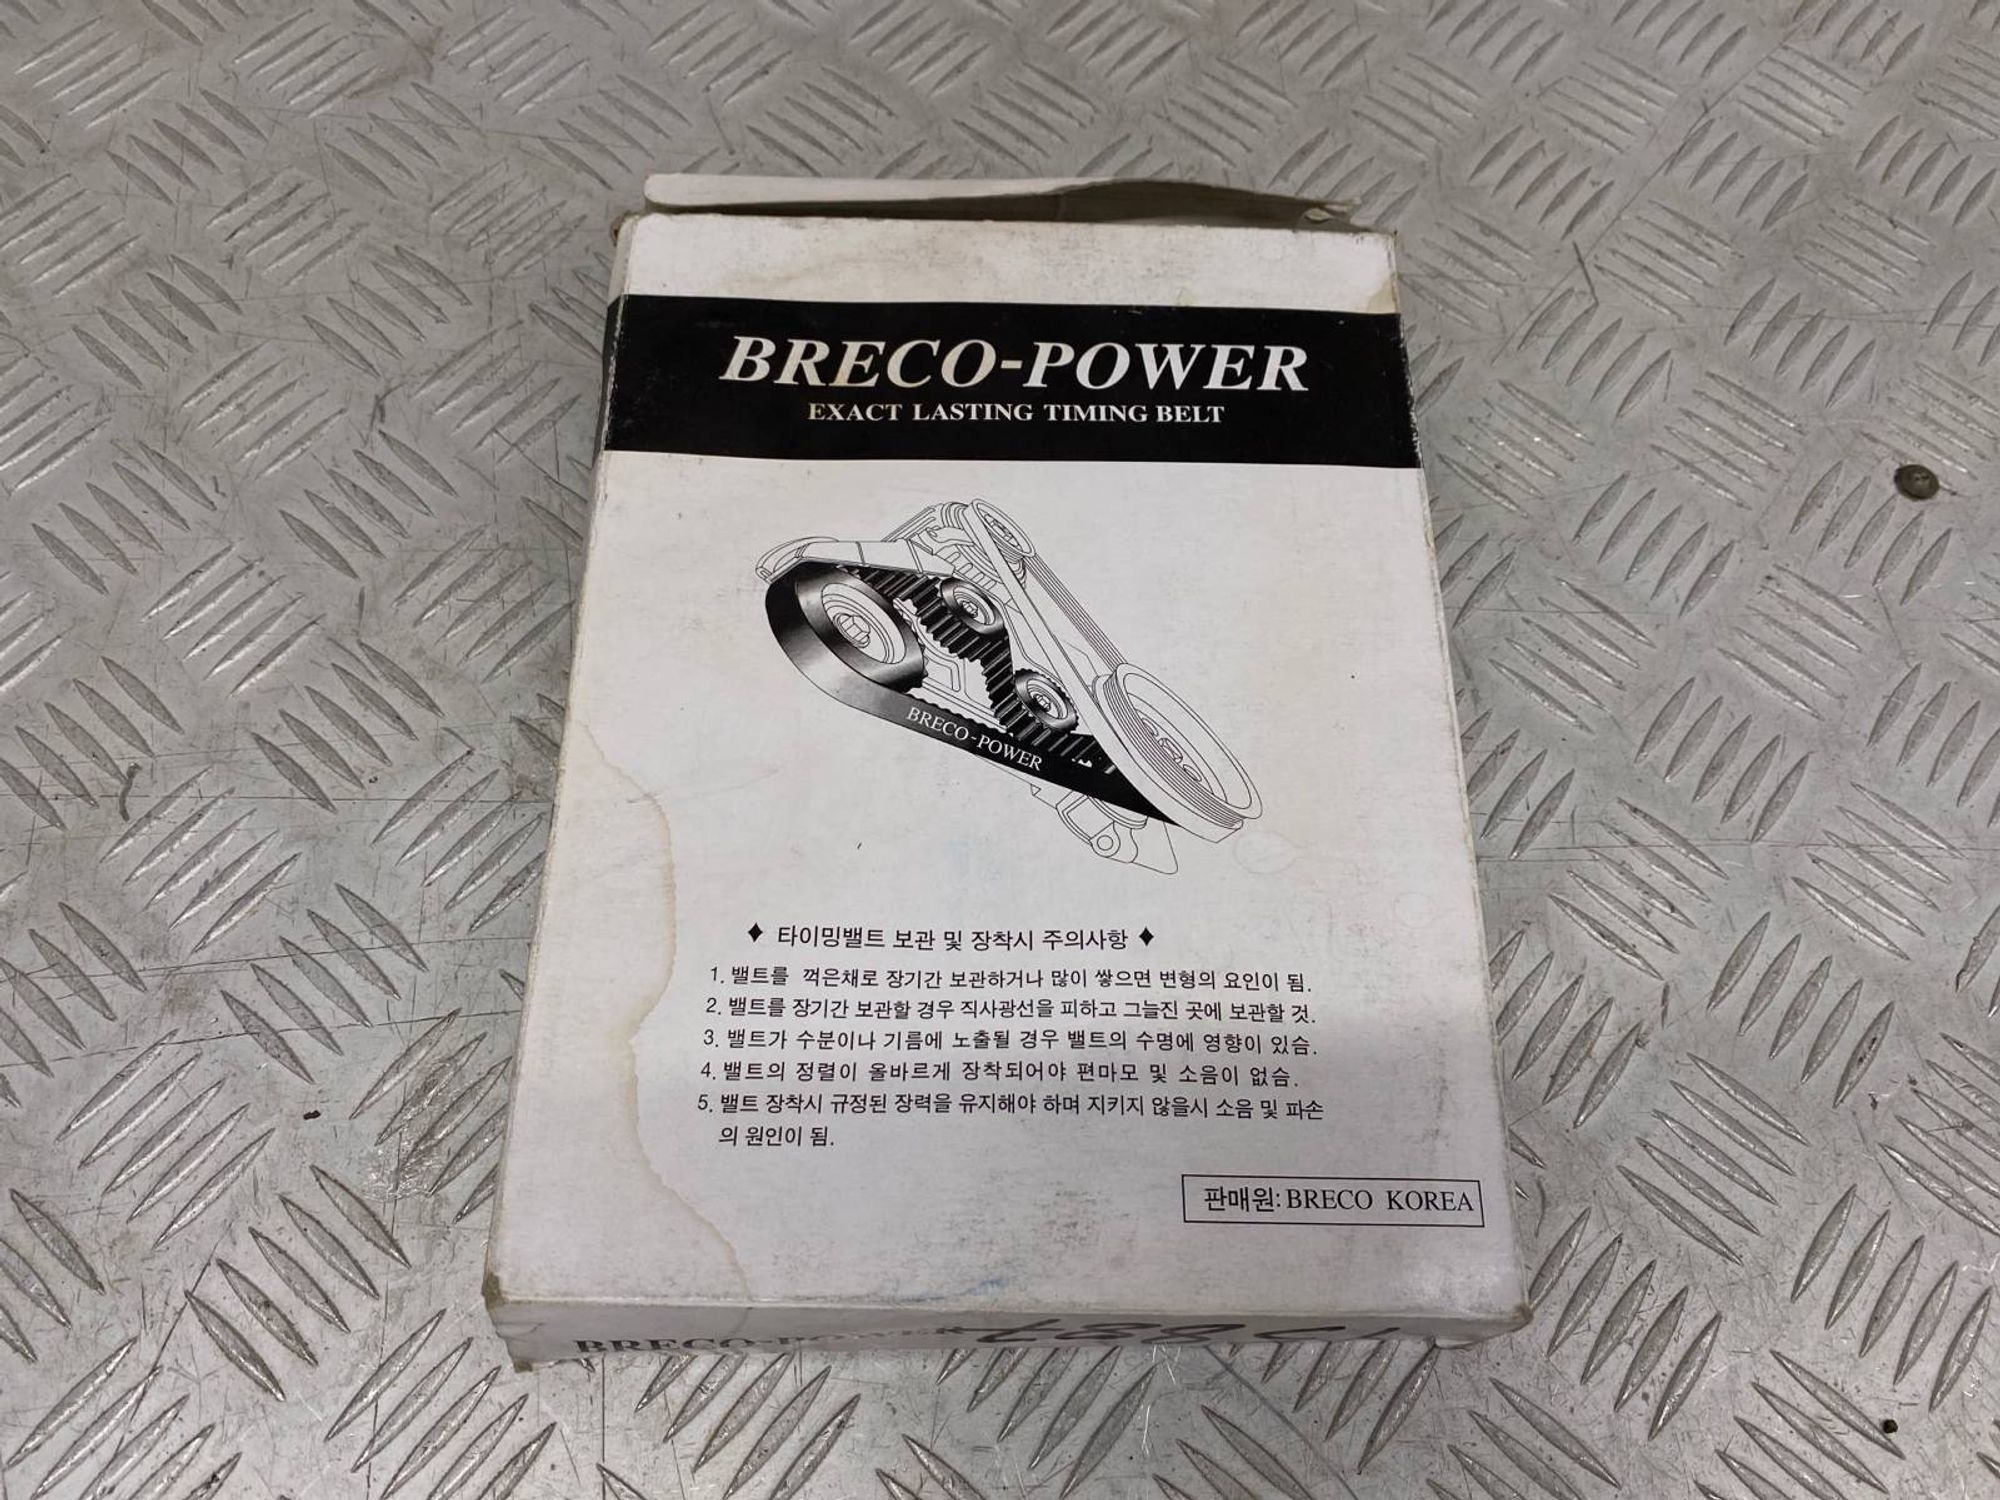 BRECO-POWER
EXACT LASTING TIMING BELT
BRECO-POWER
♦ 타이밍밸트 보관 및 장착시 주의사항 ♦
1. 밸트를 꺽은채로 장기간 보관하거나 많이 쌓으면 변형의 요인이 됨.
2. 밸트를 장기간 보관할 경우 직사광선을 피하고 그늘진 곳에 보관할 것.
3. 밸트가 수분이나 기름에 노출될 경우 밸트의 수명에 영향이 있슴.
4. 밸트의 정렬이 올바르게 장착되어야 편마모 및 소음이 없슴.
5. 밸트 장착시 규정된 장력을 유지해야 하며 지키지 않을시 소음 및 파손
의 원인이 됨.
판매원: BRECO KOREA
BRECO-POWER